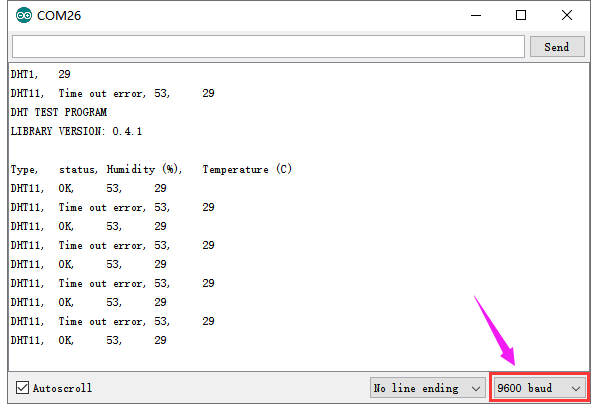 COM26
Send
DHT1, 29
DHT11, Time out error, 53, 29
DHT TEST PROGRAM
LIBRARY VERSION: 0.4.1
Type, status, Humidity (%), Temperature (C)
DHT11, OK, 53, 29
DHT11, Time out error, 53, 29
DHT11, OK, 53, 29
DHT11, Time out error, 53, 29
DHT11, OK, 53, 29
DHT11, Time out error, 53, 29
DHT11, OK, 53, 29
DHT11, Time out error, 53, 29
DHT11, OK, 53, 29
Autoscroll No line ending 9600 baud